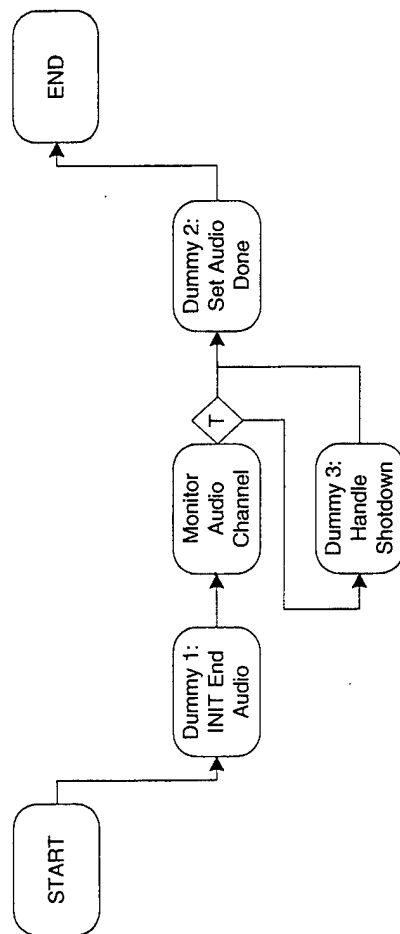 START
Dummy 1:
INIT End
Audio
Monitor
Audio
Channel
T
Dummy 3:
Handle
Shotdown
Dummy 2:
Set Audio
Done
END